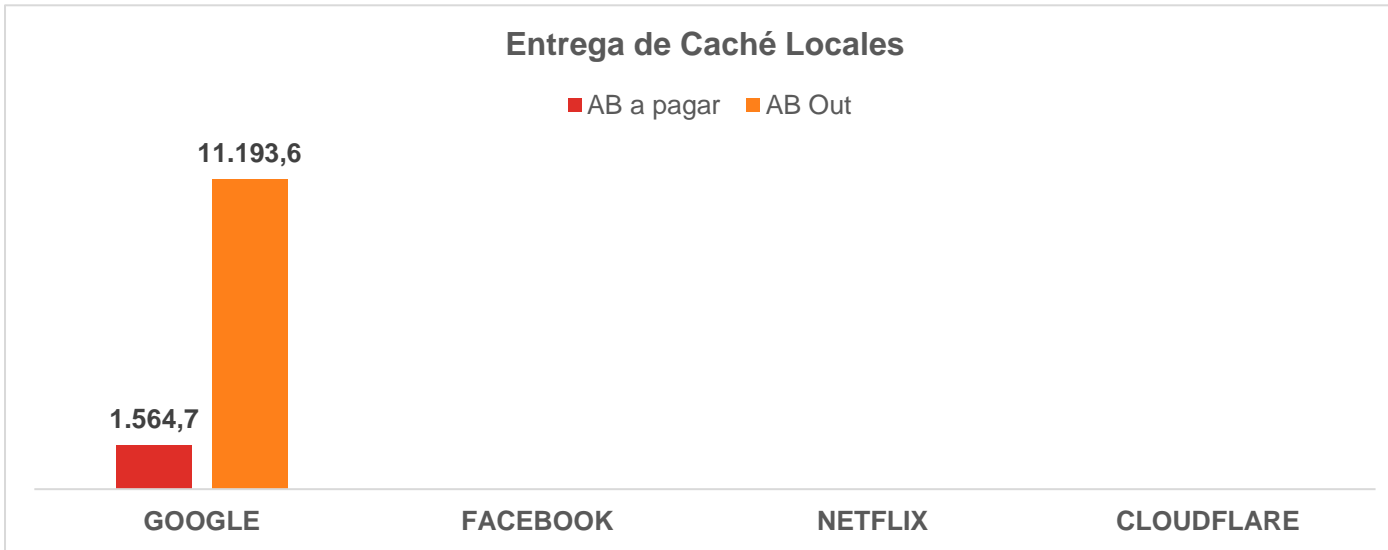 Entrega de Caché Locales
AB a pagar AB Out
11.193,6
1.564,7
GOOGLE FACEBOOK NETFLIX CLOUDFLARE